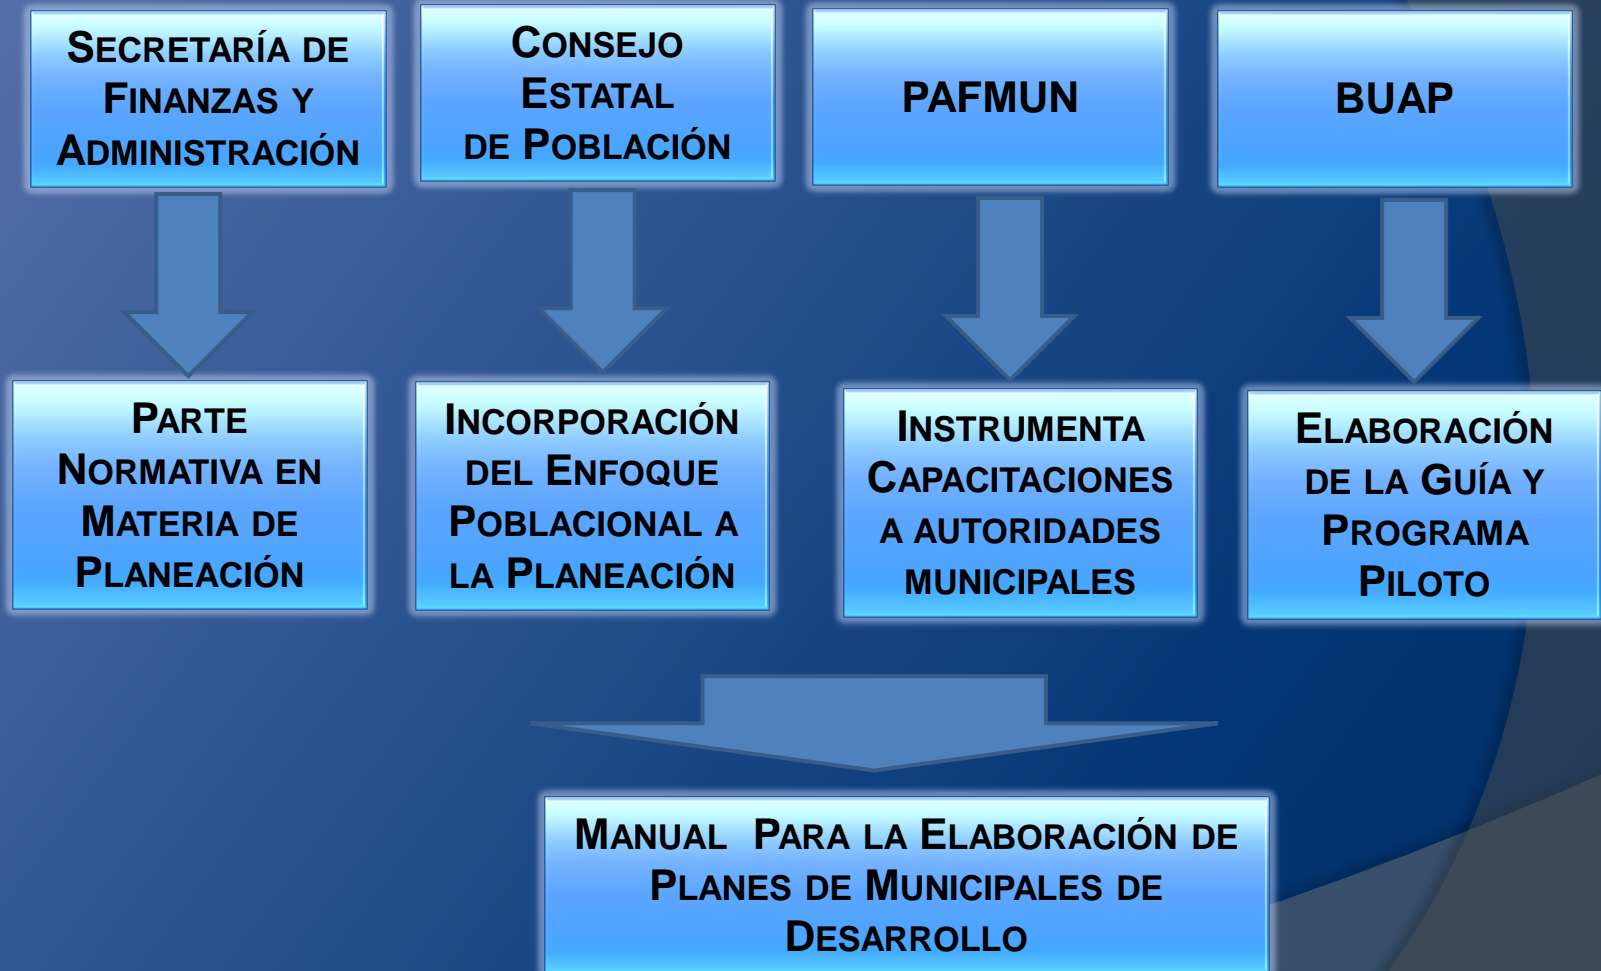 SECRETARÍA DE
FINANZAS Y
ADMINISTRACIÓN
CONSEJO
ESTATAL
DE POBLACIÓN
PAFMUN
BUAP
PARTE
NORMATIVA EN
MATERIA DE
PLANEACIÓN
INCORPORACIÓN
DEL ENFOQUE
POBLACIONAL A
LA PLANEACIÓN
INSTRUMENTA
CAPACITACIONES
A AUTORIDADES
MUNICIPALES
ELABORACIÓN
DE LA GUÍA Y
PROGRAMA
PILOTO
MANUAL PARA LA ELABORACIÓN DE
PLANES DE MUNICIPALES DE
DESARROLLO